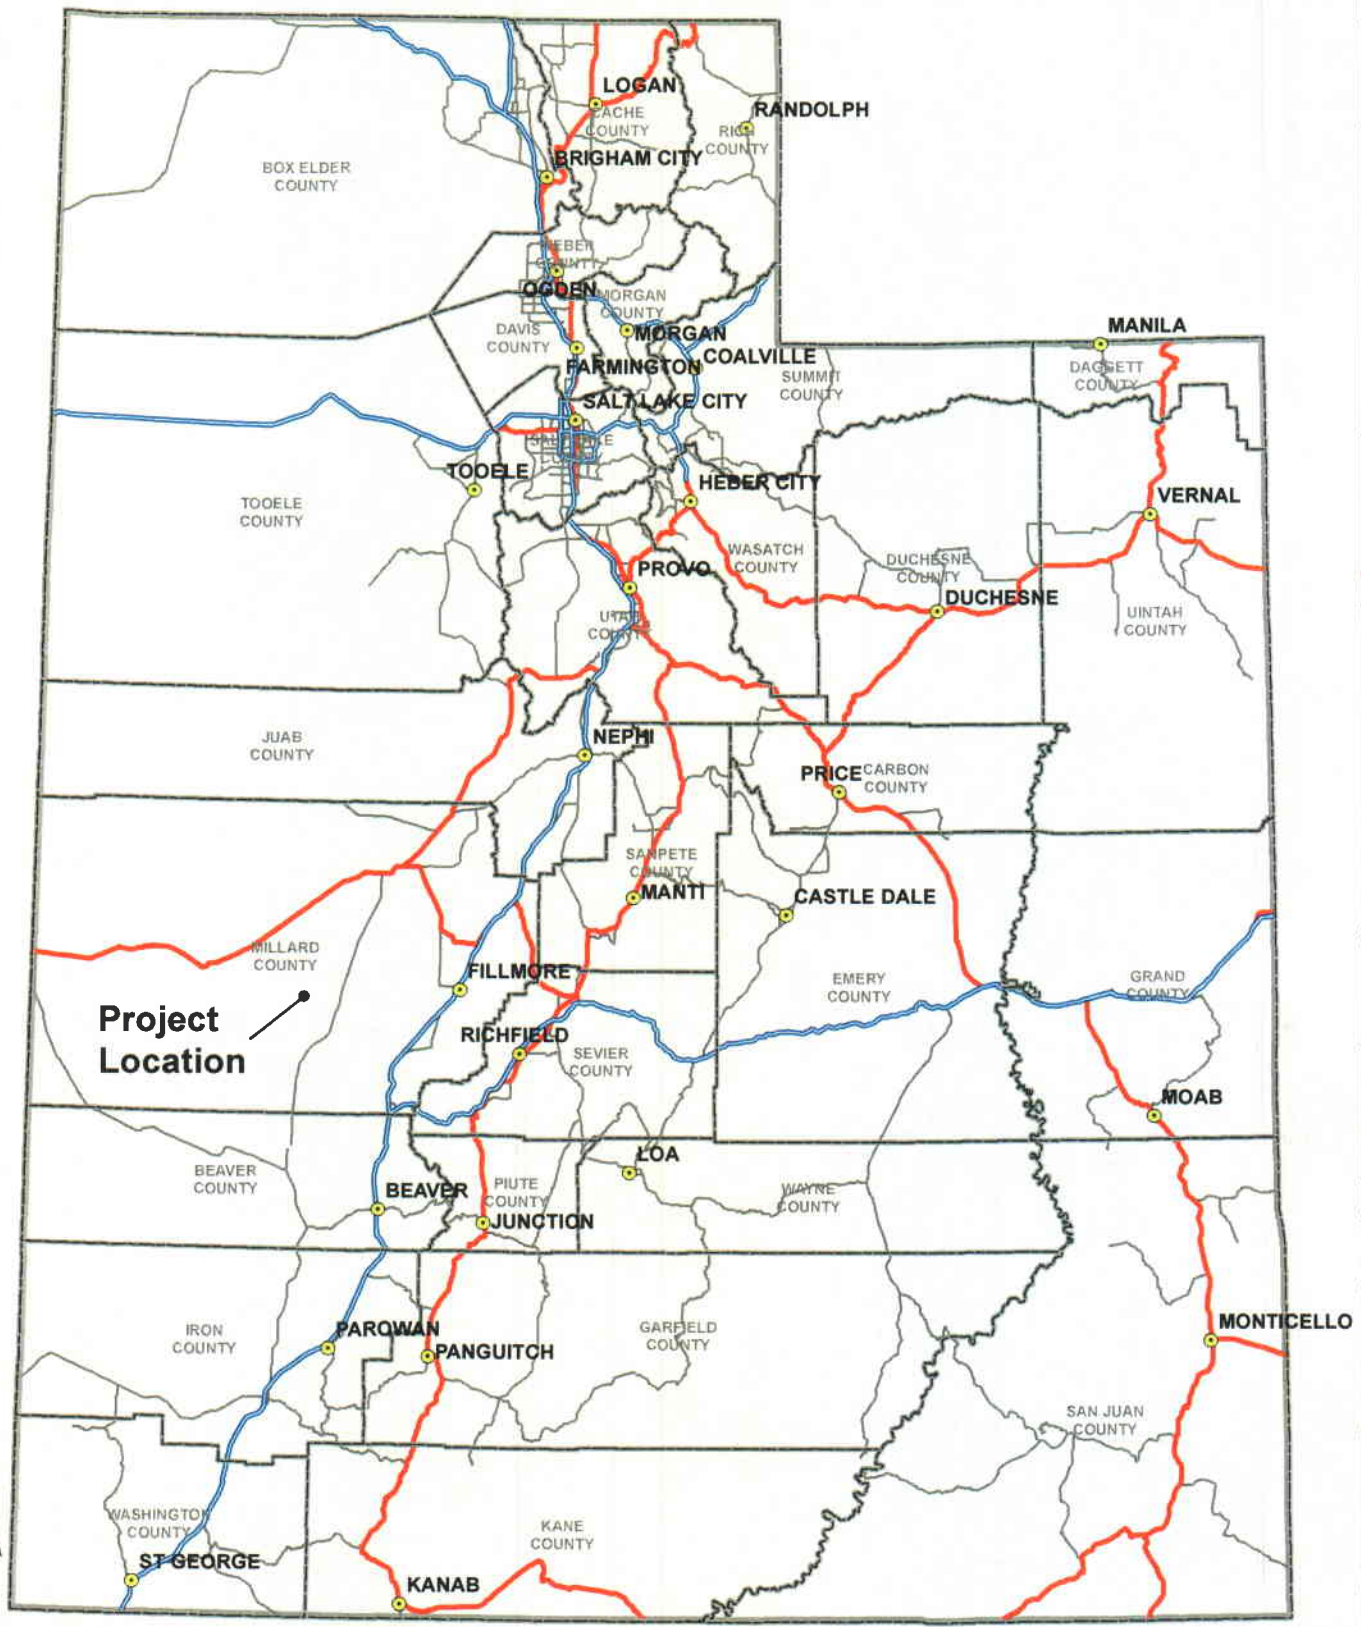 LOGAN
CACHE
COUNTY
RANDOLPH
RICH
COUNTY
BRIGHAM CITY
BOX ELDER
COUNTY
WEBER
COUNTY
OGDEN
MORGAN
COUNTY
DAVIS
COUNTY
MORGAN
MANILA
COALVILLE
FARMINGTON
SUMMIT
COUNTY
DAGGETT
COUNTY
SALT LAKE CITY
SALT LAKE
COUNTY
TOOELE
HEBER CITY
VERNAL
TOOELE
COUNTY
WASATCH
COUNTY
DUCHESNE
COUNTY
PROVO
DUCHESNE
UTAH
COUNTY
UINTAH
COUNTY
JUAB
COUNTY
NEPHI
PRICE
CARBON
COUNTY
SANPETE
COUNTY
MANTI
CASTLE DALE
MILLARD
COUNTY
FILLMORE
EMERY
COUNTY
GRAND
COUNTY
Project
Location
RICHFIELD
SEVIER
COUNTY
MOAB
LOA
BEAVER
COUNTY
BEAVER
PIUTE
COUNTY
WAYNE
COUNTY
JUNCTION
IRON
COUNTY
PAROWAN
GARFIELD
COUNTY
MONTICELLO
PANGUITCH
SAN JUAN
COUNTY
WASHINGTON
COUNTY
KANE
COUNTY
ST GEORGE
KANAB